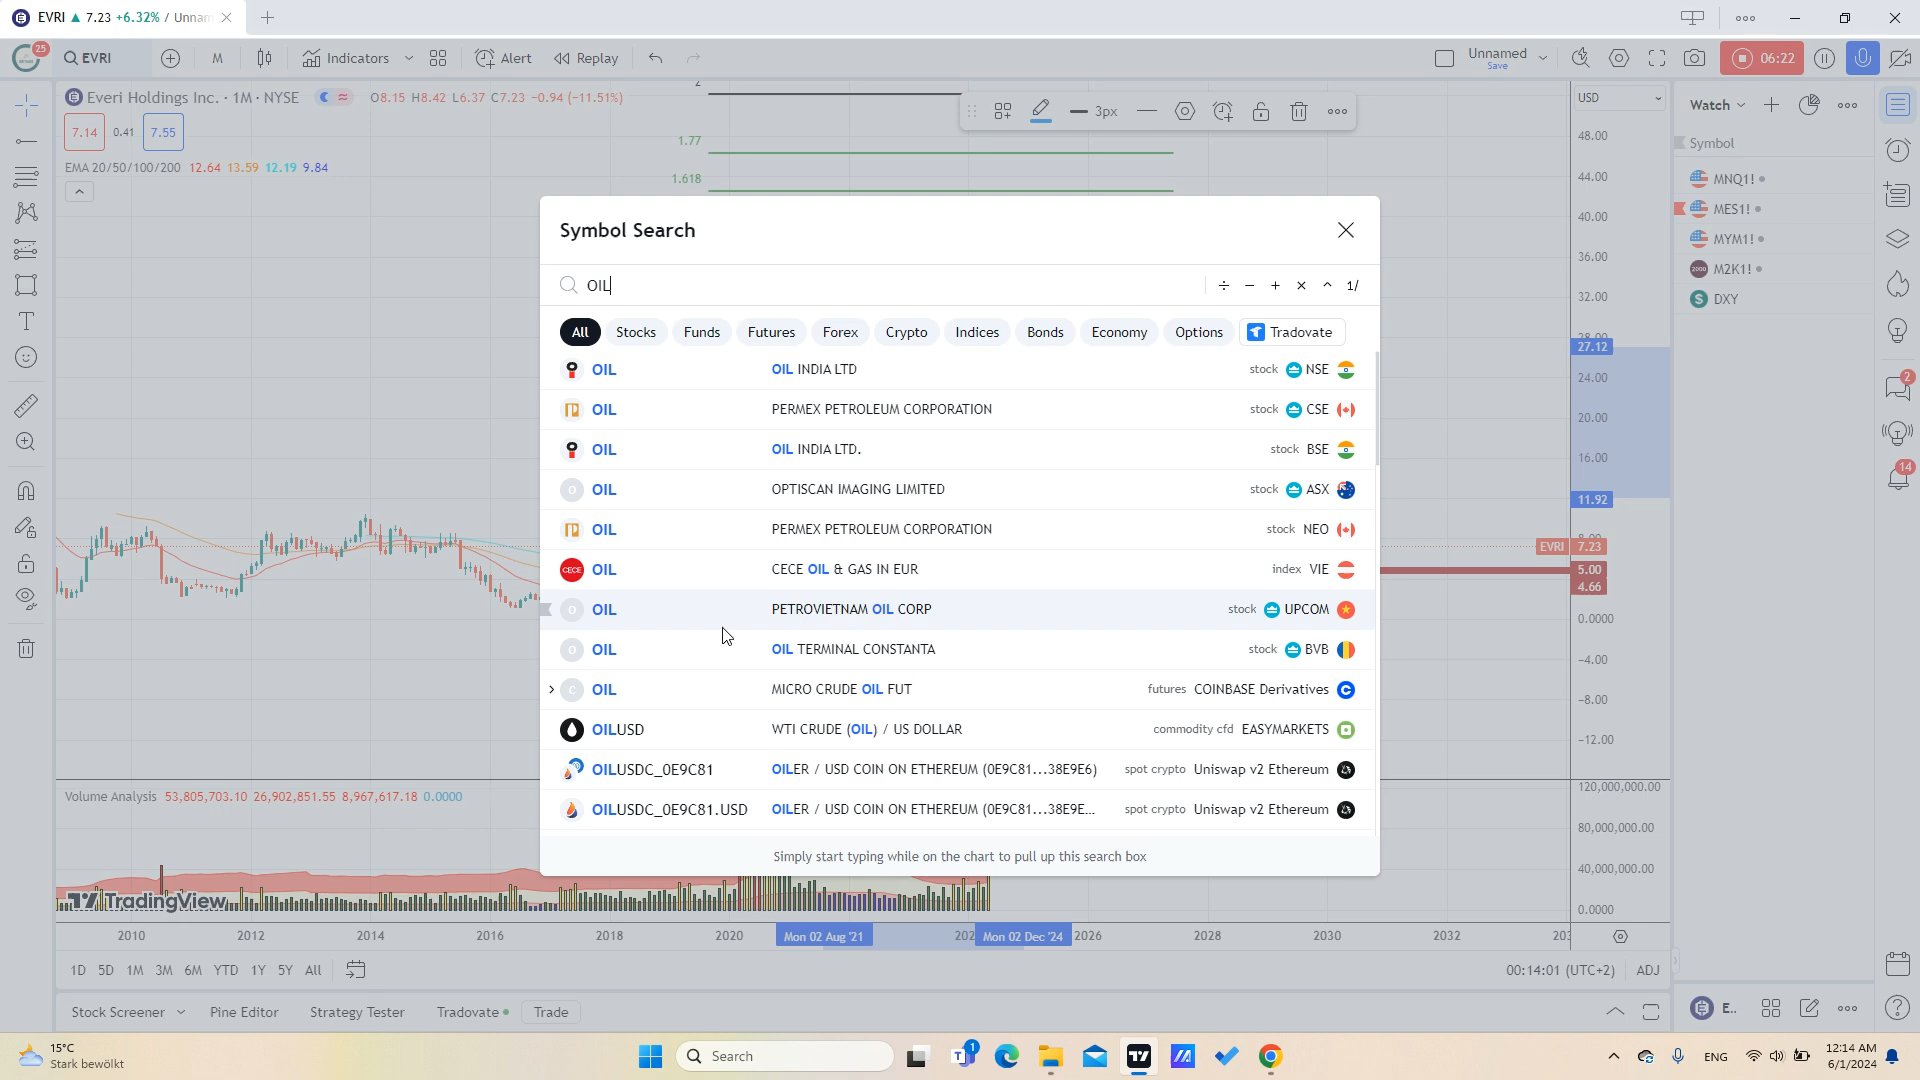 EVRI ▲ 7.23 +6.32% / Unnam
25
EVRI
M
Indicators
Alert
Replay
Unnamed
Save
06:22
Everi Holdings Inc. · 1M · NYSE
O8.15 H8.42 L6.37 C7.23 −0.94 (−11.51%)
7.14 0.41 7.55
EMA 20/50/100/200 12.64 13.59 12.19 9.84
2
1.77
1.618
3px
USD
48.00
44.00
40.00
36.00
32.00
28.00
27.12
24.00
20.00
16.00
11.92
8.00
EVRI 7.23
5.00
4.66
0.0000
−4.00
−8.00
−12.00
Watch
Symbol
MNQ1!
MES1!
MYM1!
2000 M2K1!
DXY
2
14
Symbol Search
OIL
÷ − + × ^ 1/
All Stocks Funds Futures Forex Crypto Indices Bonds Economy Options Tradovate
OIL OIL INDIA LTD stock NSE
OIL PERMEX PETROLEUM CORPORATION stock CSE
OIL OIL INDIA LTD. stock BSE
O OIL OPTISCAN IMAGING LIMITED stock ASX
OIL PERMEX PETROLEUM CORPORATION stock NEO
CECE OIL CECE OIL & GAS IN EUR index VIE
O OIL PETROVIETNAM OIL CORP stock UPCOM
O OIL OIL TERMINAL CONSTANTA stock BVB
C OIL MICRO CRUDE OIL FUT futures COINBASE Derivatives
OILUSD WTI CRUDE (OIL) / US DOLLAR commodity cfd EASYMARKETS
OILUSDC_0E9C81 OILER / USD COIN ON ETHEREUM (0E9C81...38E9E6) spot crypto Uniswap v2 Ethereum
OILUSDC_0E9C81.USD OILER / USD COIN ON ETHEREUM (0E9C81...38E9E... spot crypto Uniswap v2 Ethereum
Simply start typing while on the chart to pull up this search box
Volume Analysis 53,805,703.10 26,902,851.55 8,967,617.18 0.0000
120,000,000.00
80,000,000.00
40,000,000.00
0.0000
TradingView
2010 2012 2014 2016 2018 2020 Mon 02 Aug '21 202 Mon 02 Dec '24 2026 2028 2030 2032 203
1D 5D 1M 3M 6M YTD 1Y 5Y All
00:14:01 (UTC+2) ADJ
Stock Screener Pine Editor Strategy Tester Tradovate Trade
E..
15°C
Stark bewölkt
Search
1
ENG
12:14 AM
6/1/2024